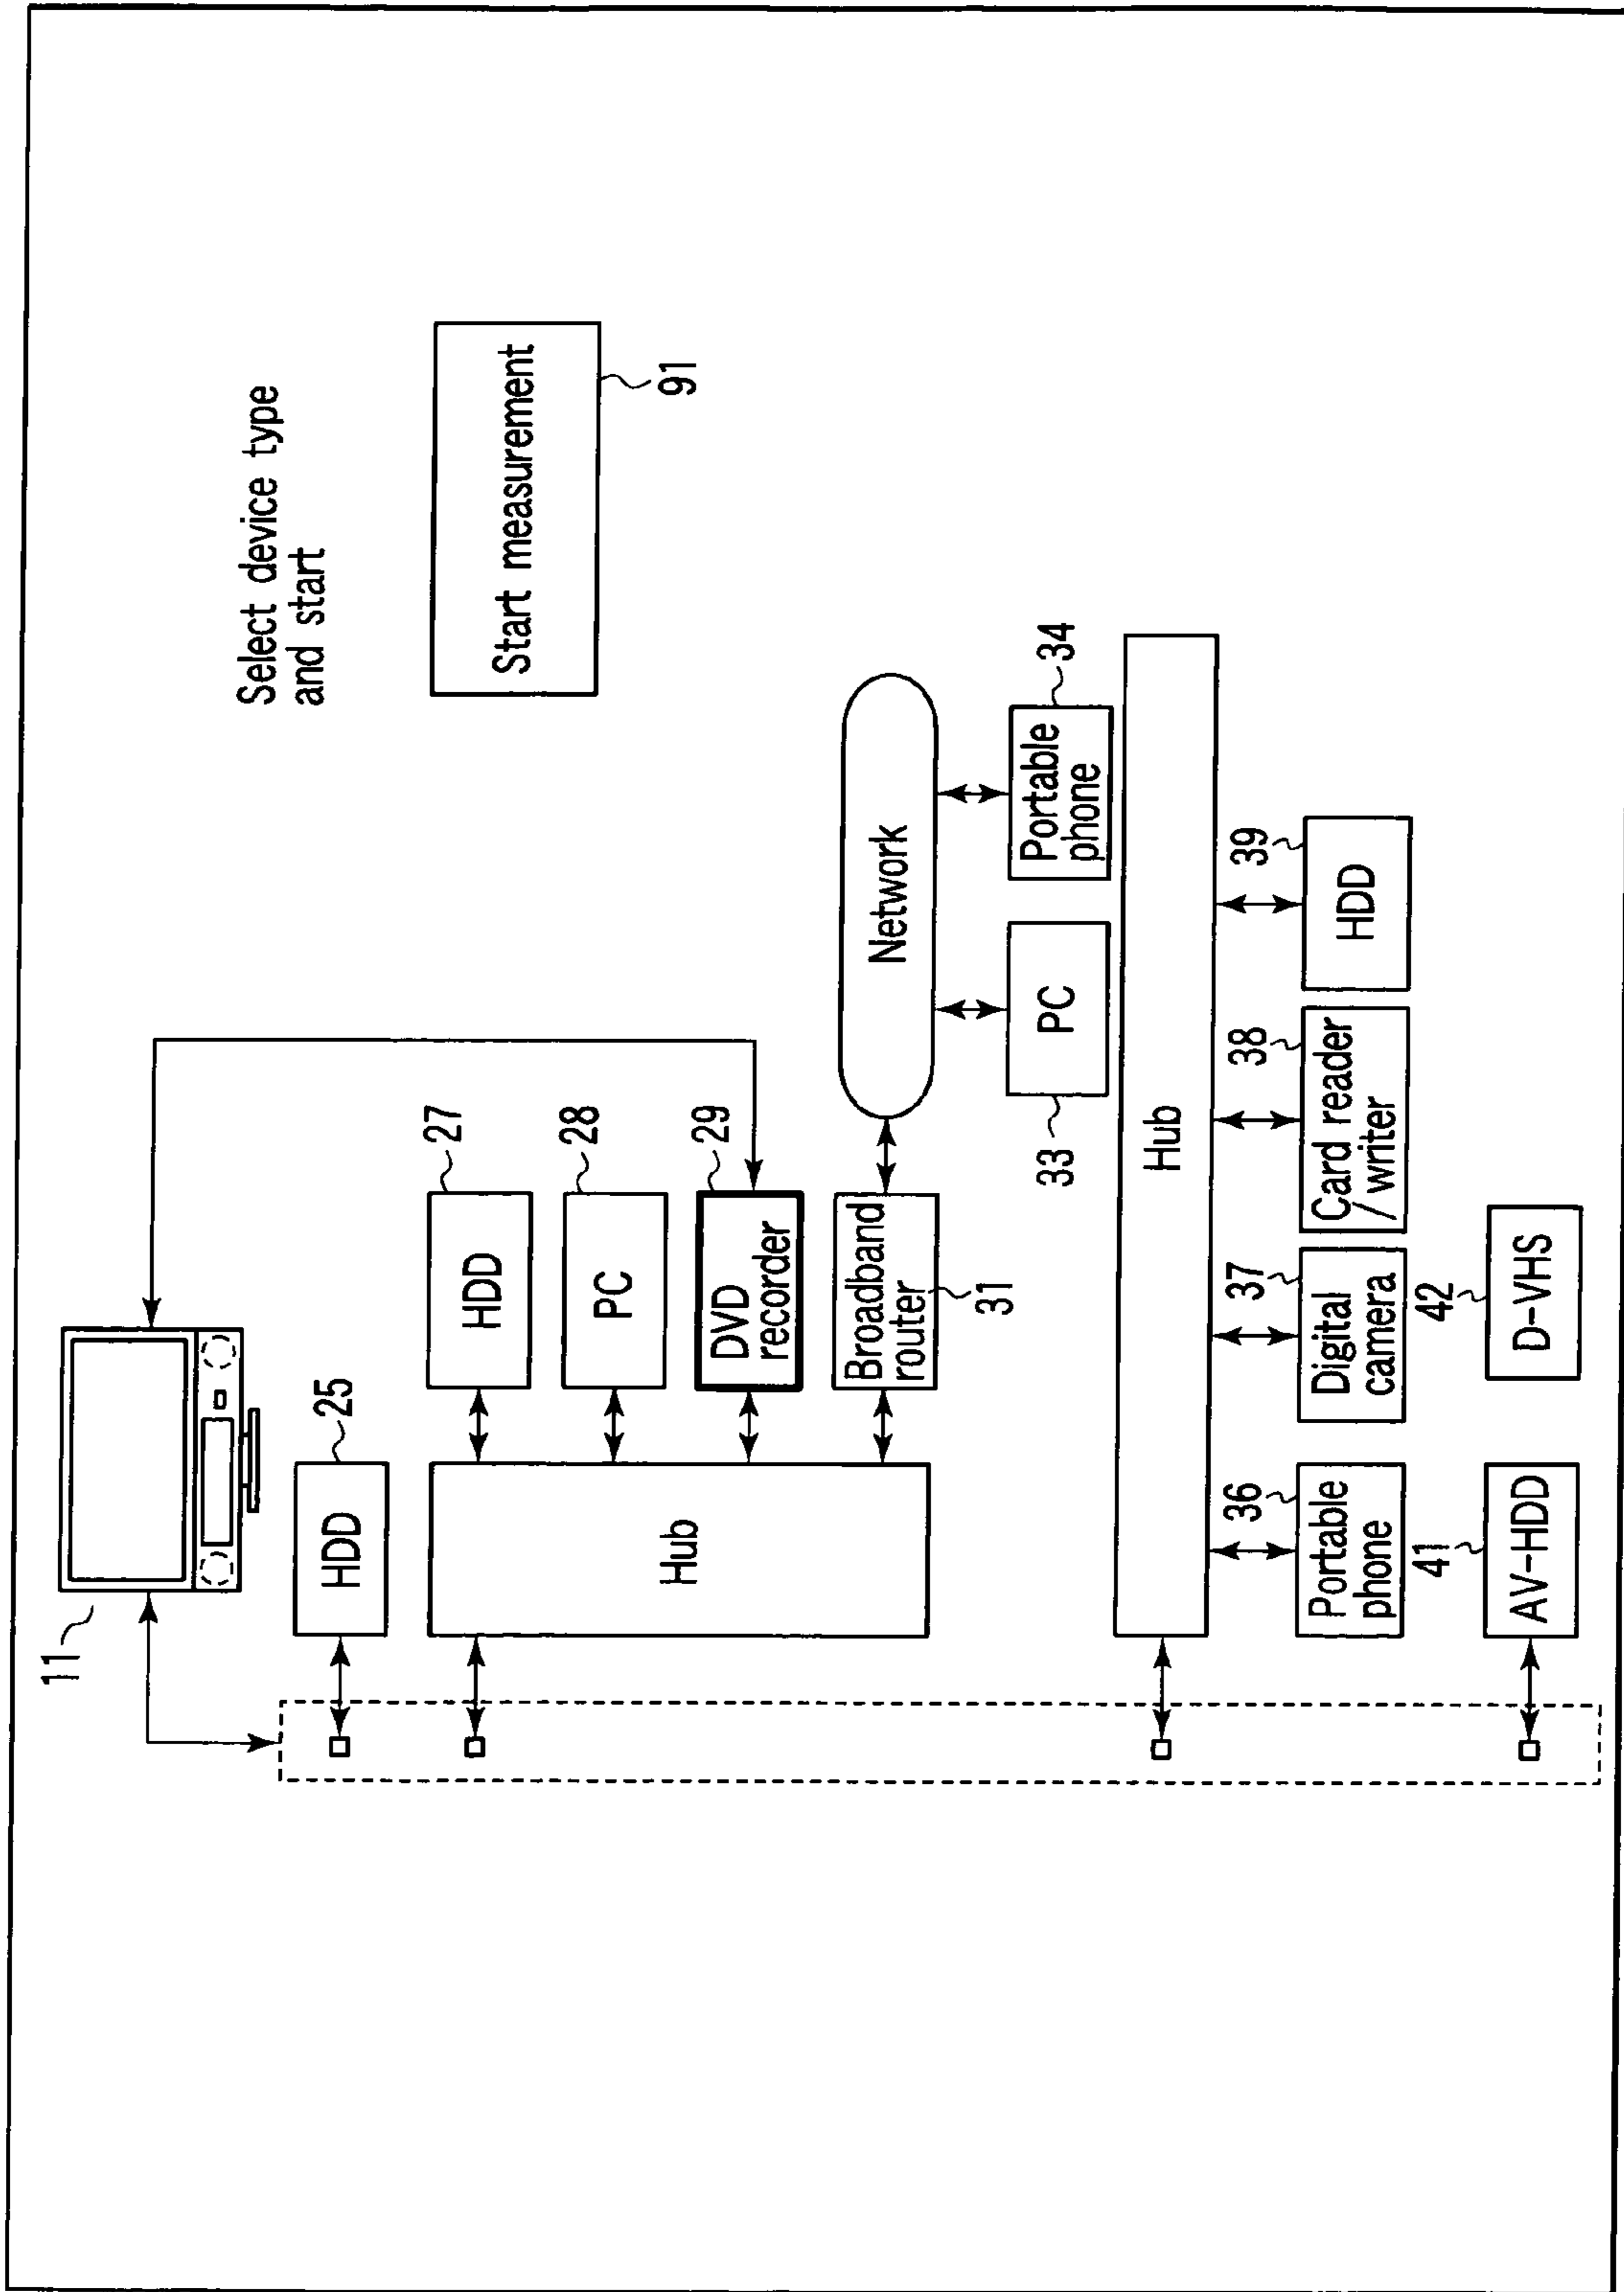 11
Select device type
and start
25
HDD
27
HDD
Start measurement
91
28
PC
29
DVD
recorder
Hub
Broadband
router
31
Network
33
PC
34
Portable
phone
Hub
36
Portable
phone
37
Digital
camera
38
Card reader
/ writer
39
HDD
41
AV-HDD
42
D-VHS